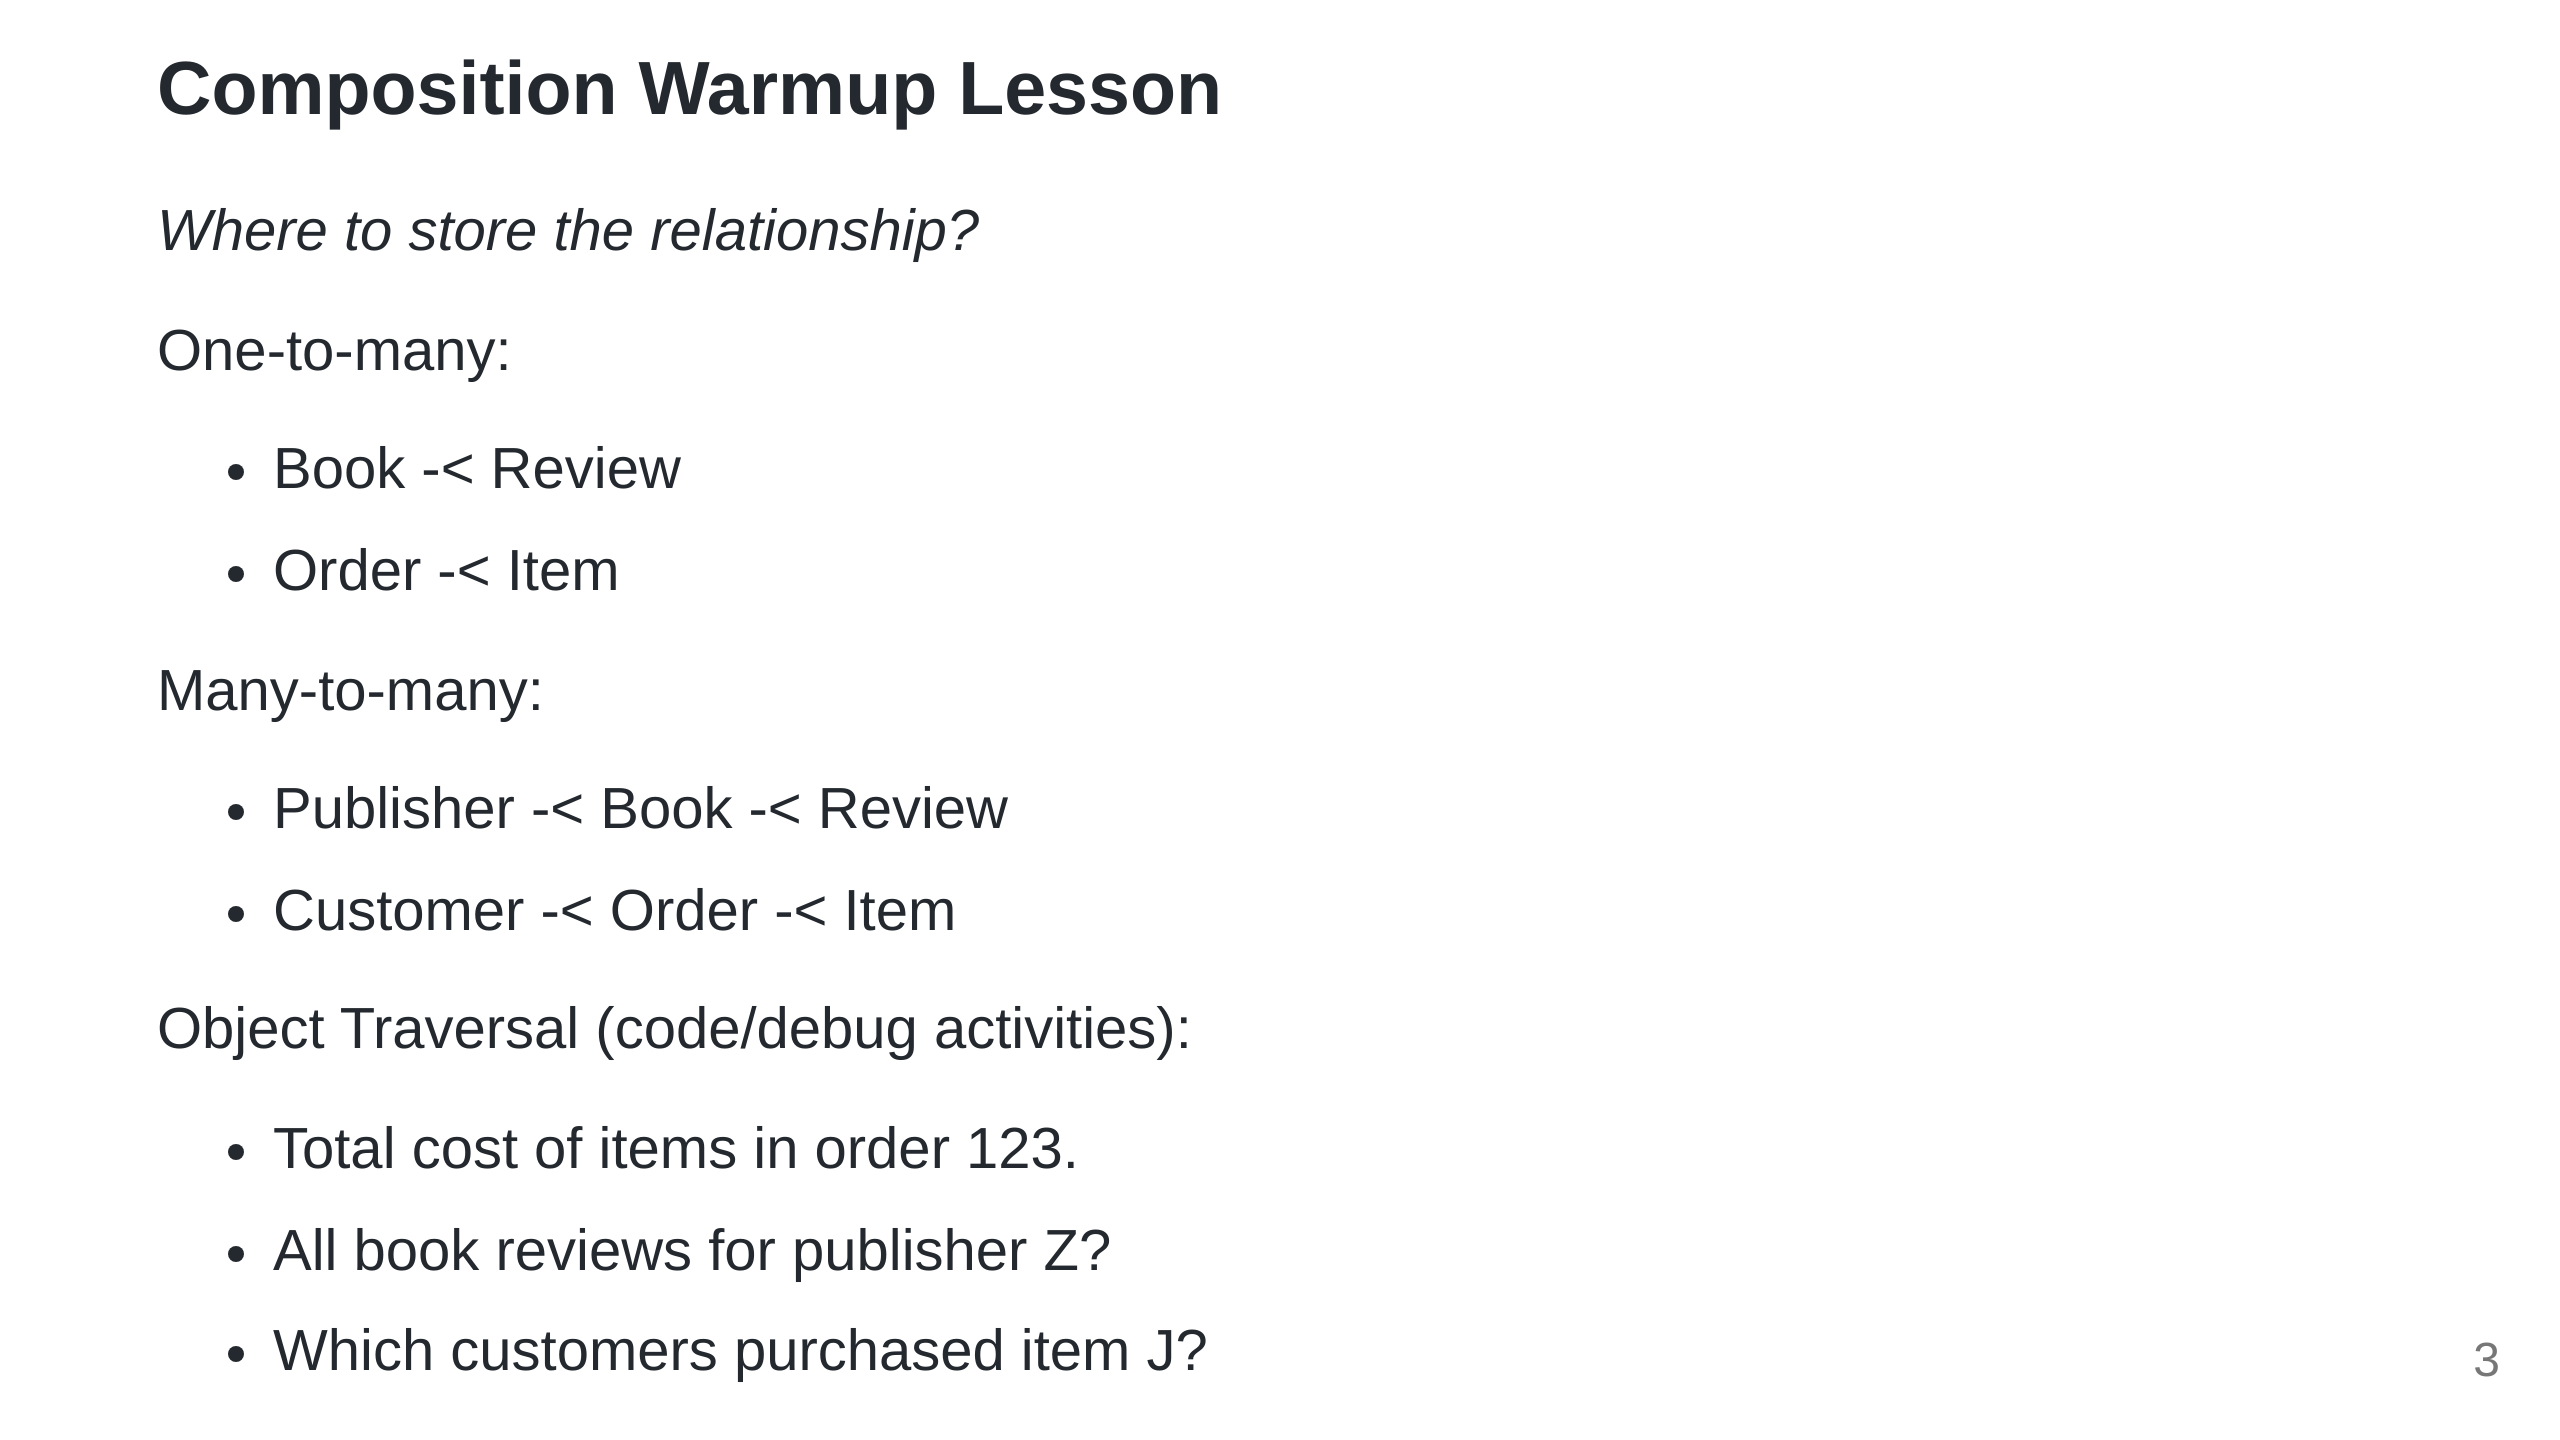 Composition Warmup Lesson
Where to store the relationship?
One-to-many:
• Book -< Review
• Order -< Item
Many-to-many:
• Publisher -< Book -< Review
• Customer -< Order -< Item
Object Traversal (code/debug activities):
• Total cost of items in order 123.
• All book reviews for publisher Z?
• Which customers purchased item J?
3